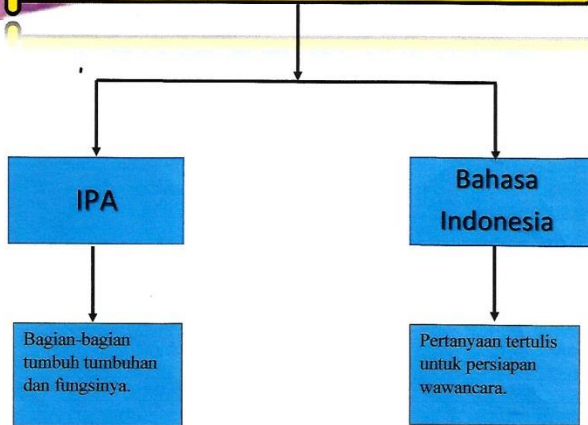 IPA
Bahasa
Indonesia
Bagian-bagian
tumbuh tumbuhan
dan fungsinya.
Pertanyaan tertulis
untuk persiapan
wawancara.